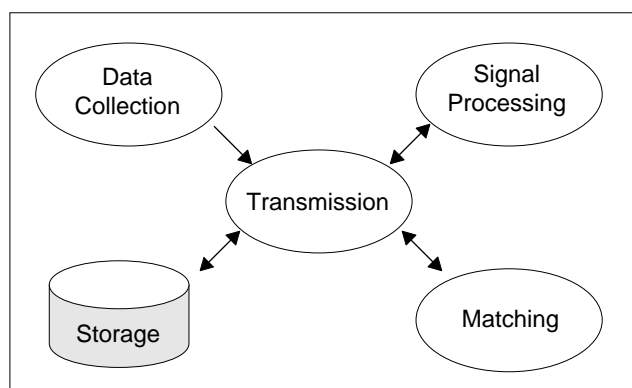 Data
Collection
Signal
Processing
Transmission
Storage
Matching